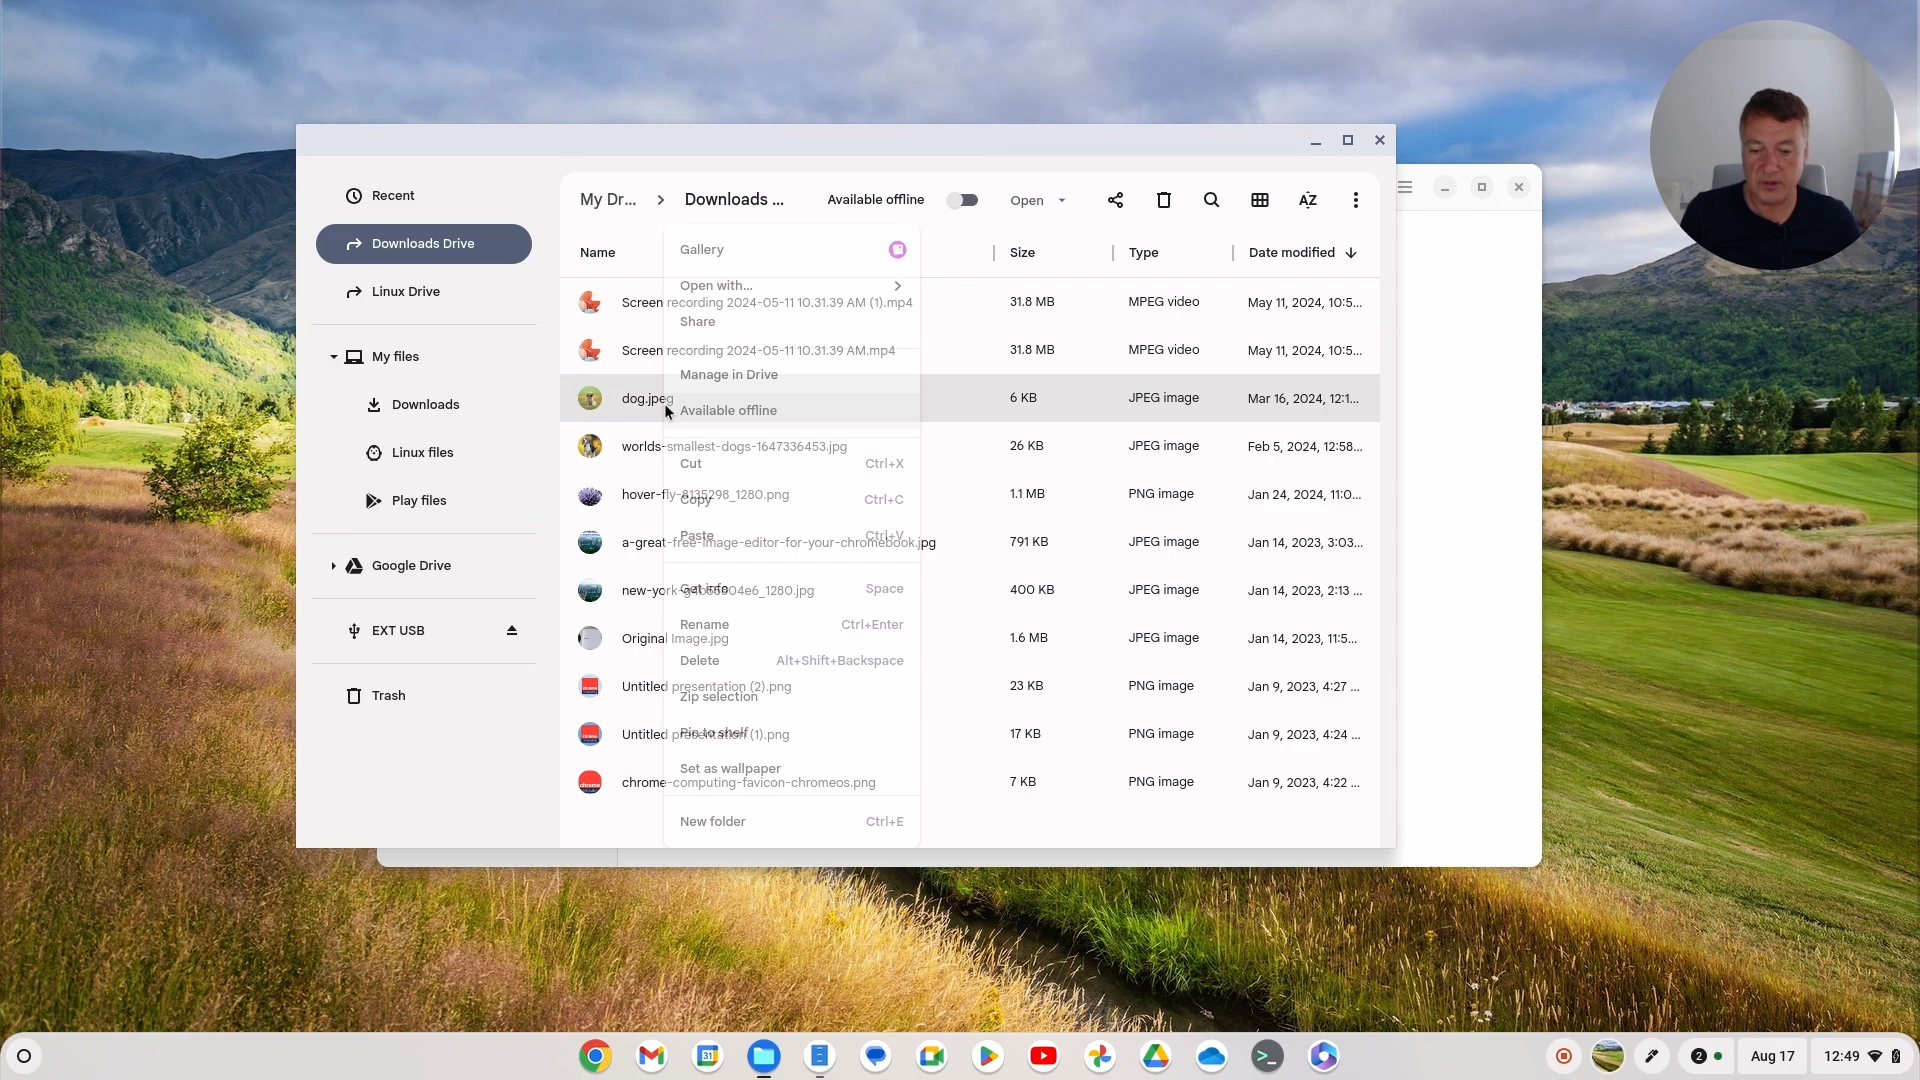 Recent
Downloads Drive
Linux Drive
My files
Downloads
Linux files
Play files
Google Drive
EXT USB
Trash
My Dr...
Downloads ...
Available offline
Open
Name
Size
Type
Date modified
Screen recording 2024-05-11 10.31.39 AM (1).mp4
31.8 MB
MPEG video
May 11, 2024, 10:5...
Screen recording 2024-05-11 10.31.39 AM.mp4
31.8 MB
MPEG video
May 11, 2024, 10:5...
dog.jpeg
6 KB
JPEG image
Mar 16, 2024, 12:1...
worlds-smallest-dogs-1647336453.jpg
26 KB
JPEG image
Feb 5, 2024, 12:58...
hover-fly-8135298_1280.png
1.1 MB
PNG image
Jan 24, 2024, 11:0...
a-great-free-image-editor-for-your-chromebook.jpg
791 KB
JPEG image
Jan 14, 2023, 3:03...
400 KB
JPEG image
Jan 14, 2023, 2:13 ...
Original Image.jpg
1.6 MB
JPEG image
Jan 14, 2023, 11:5...
Untitled presentation (2).png
23 KB
PNG image
Jan 9, 2023, 4:27 ...
Untitled presentation (1).png
17 KB
PNG image
Jan 9, 2023, 4:24 ...
chrome-computing-favicon-chromeos.png
7 KB
PNG image
Jan 9, 2023, 4:22 ...
Gallery
Open with...
Share
Manage in Drive
Available offline
Cut Ctrl+X
Copy Ctrl+C
Paste Ctrl+V
Get info Space
Rename Ctrl+Enter
Delete Alt+Shift+Backspace
Zip selection
Pin to shelf
Set as wallpaper
New folder Ctrl+E
31
2
Aug 17
12:49